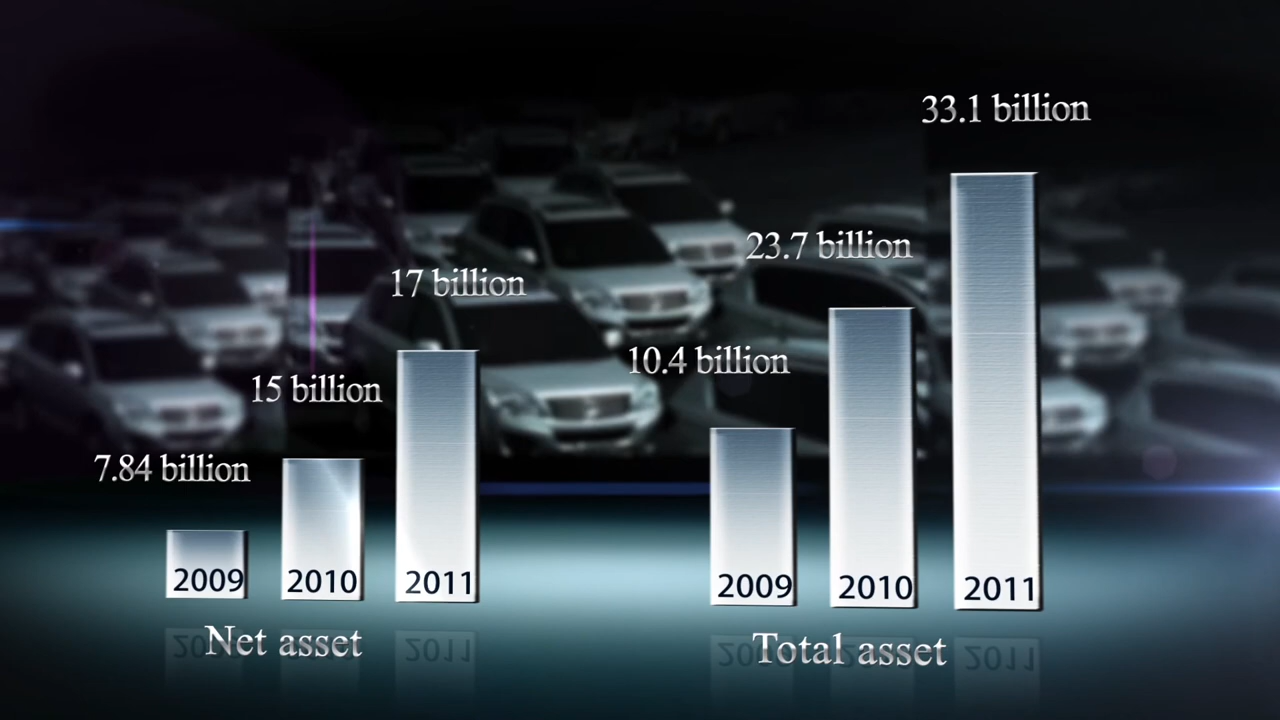 33.1 billion
23.7 billion
17 billion
10.4 billion
15 billion
7.84 billion
2009 2010 2011 2009 2010 2011
Net asset Total asset